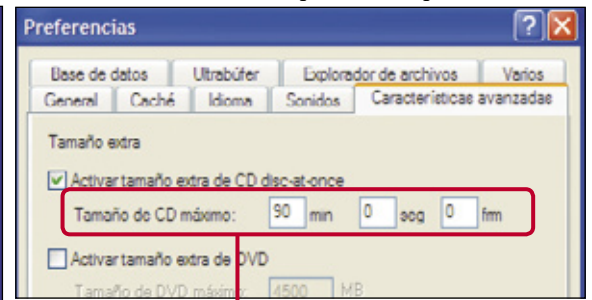 Preferencias
Base de datos Ultrabúfer Explorador de archivos Varios
General Caché Idioma Sonidos Características avanzadas
Tamaño extra
Activar tamaño extra de CD disc-at-once
Tamaño de CD máximo: 90 min 0 seg 0 frm
Activar tamaño extra de DVD
Tamaño de DVD máximo: 4500 MB